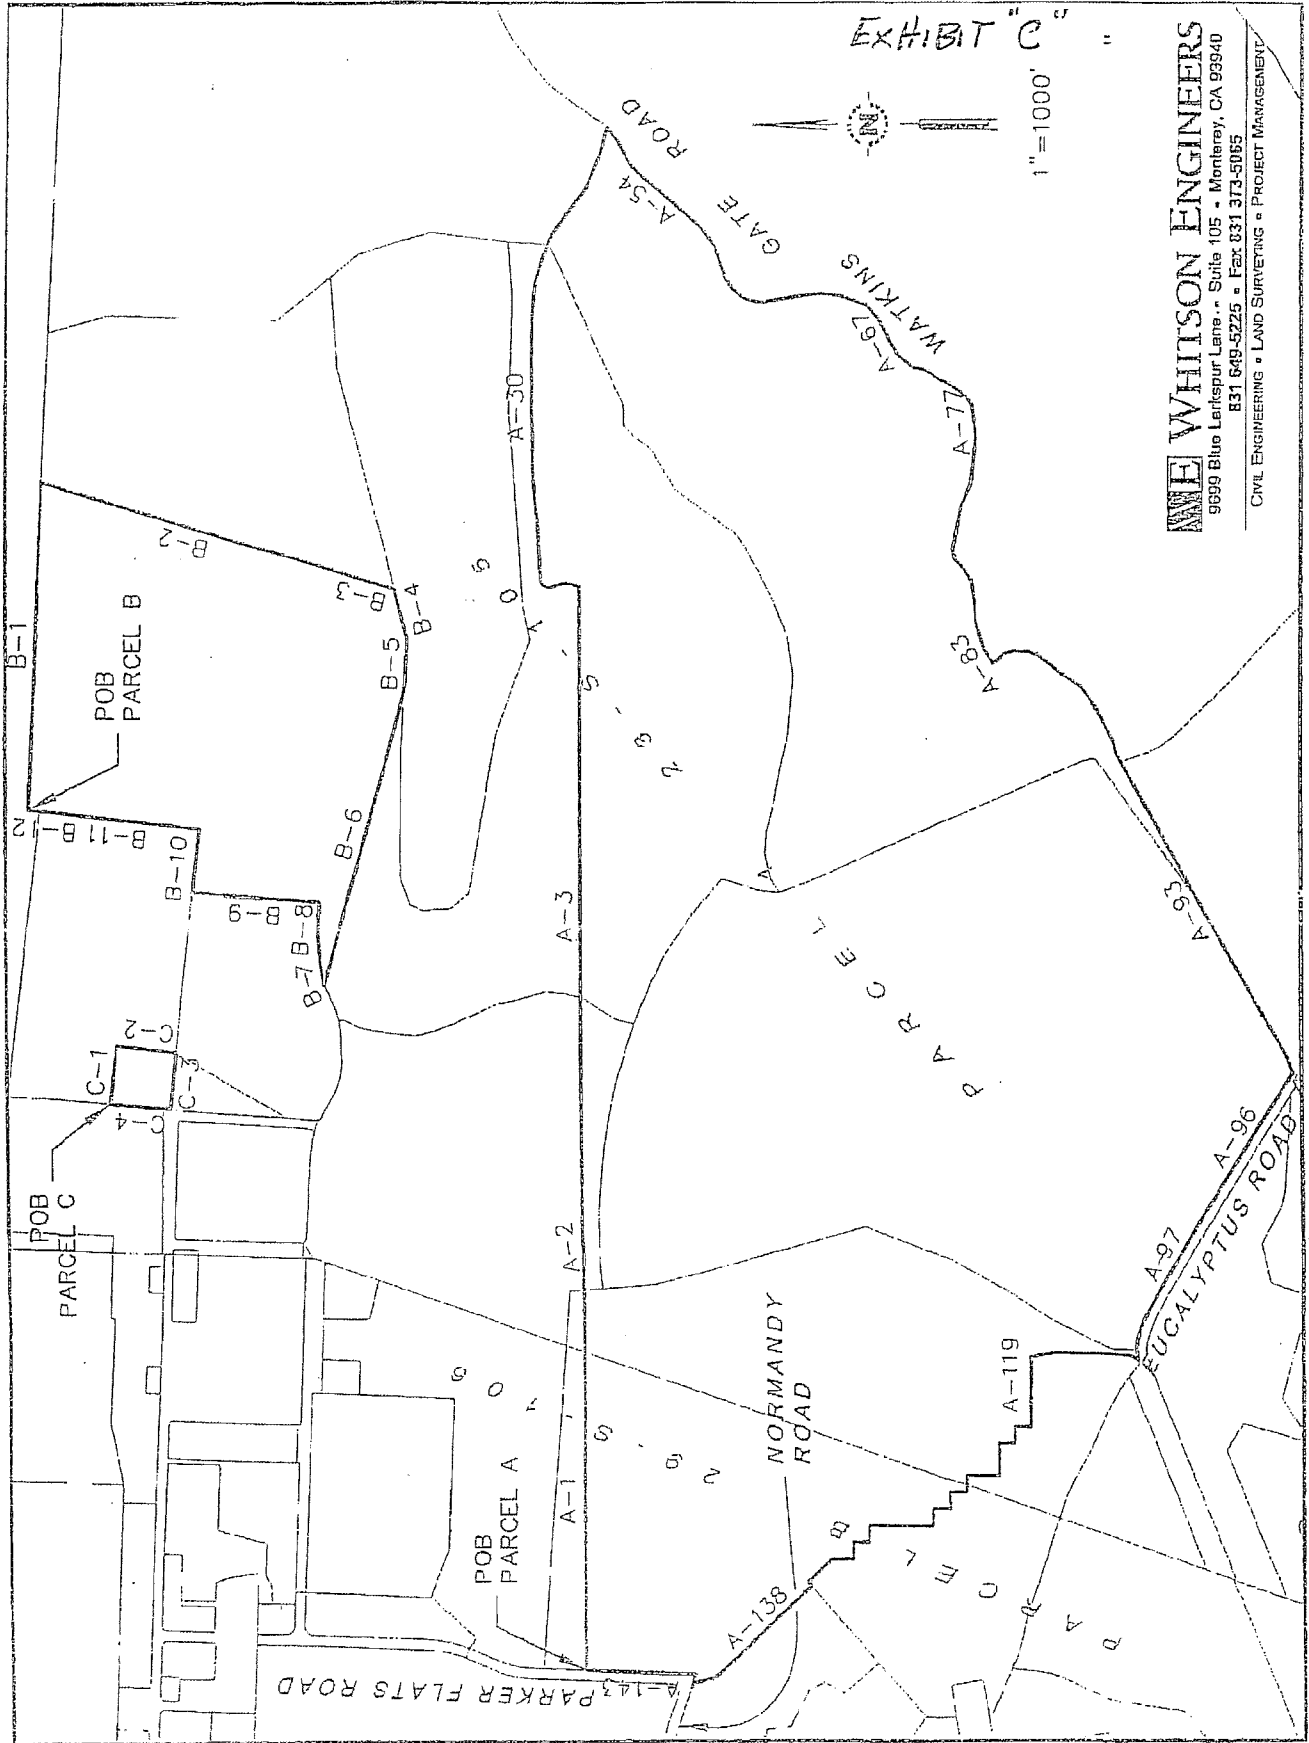 EXHIBIT "C"
1"=1000'
N
WHITSON ENGINEERS
9699 Blue Larkspur Lane • Suite 105 • Monterey, CA 93940
831 649-5225 • Fax 831 373-5065
CIVIL ENGINEERING • LAND SURVEYING • PROJECT MANAGEMENT
POB
PARCEL B
B-1
B-2
B-3
B-4
B-5
B-6
B-7
B-8
B-9
B-10
B-11
B-12
POB
PARCEL C
C-1
C-2
C-3
C-4
POB
PARCEL A
A-1
A-2
A-3
A-30
A-54
A-67
A-77
A-83
A-93
A-96
A-97
A-119
A-138
A-143
WATKINS GATE ROAD
EUCALYPTUS ROAD
NORMANDY
ROAD
PARKER FLATS ROAD
PARCEL A
PARCEL B